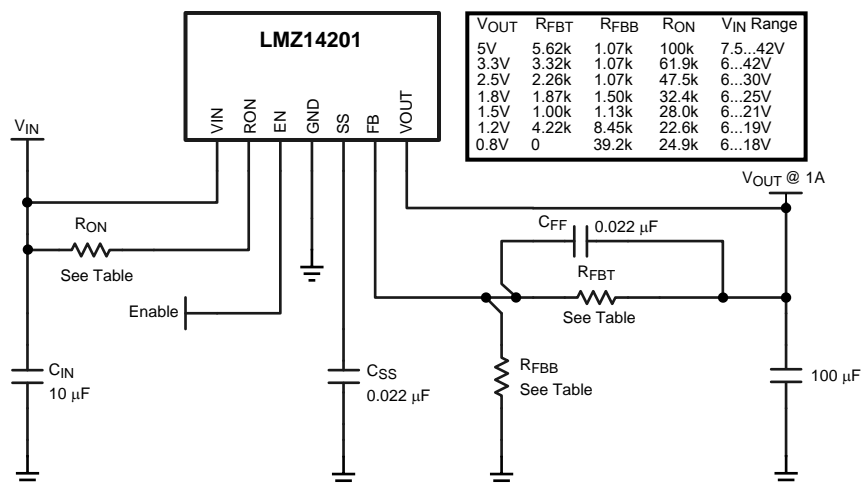 LMZ14201
VIN
RON
EN
GND
SS
FB
VOUT
VOUT RFBT RFBB RON VIN Range
5V 5.62k 1.07k 100k 7.5...42V
3.3V 3.32k 1.07k 61.9k 6...42V
2.5V 2.26k 1.07k 47.5k 6...30V
1.8V 1.87k 1.50k 32.4k 6...25V
1.5V 1.00k 1.13k 28.0k 6...21V
1.2V 4.22k 8.45k 22.6k 6...19V
0.8V 0 39.2k 24.9k 6...18V
VIN
VOUT @ 1A
RON
See Table
CFF 0.022 μF
RFBT
See Table
Enable
CIN
10 μF
CSS
0.022 μF
RFBB
See Table
100 μF